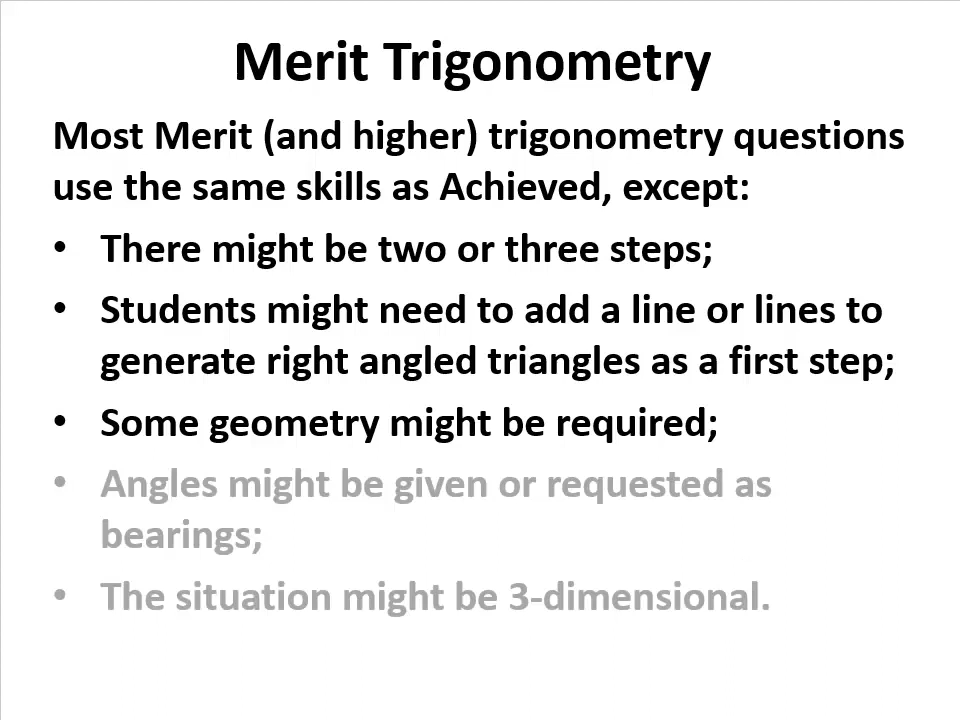 Merit Trigonometry
Most Merit (and higher) trigonometry questions
use the same skills as Achieved, except:
• There might be two or three steps;
• Students might need to add a line or lines to
generate right angled triangles as a first step;
• Some geometry might be required;
• Angles might be given or requested as
bearings;
• The situation might be 3-dimensional.